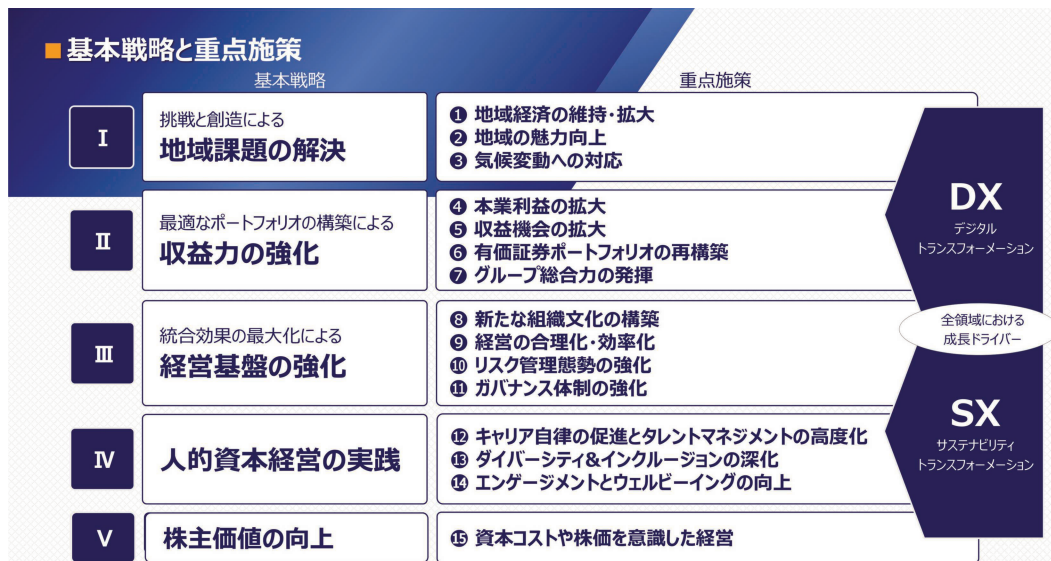 ■基本戦略と重点施策
基本戦略
重点施策
Ⅰ
挑戦と創造による
地域課題の解決
❶ 地域経済の維持・拡大
❷ 地域の魅力向上
❸ 気候変動への対応
Ⅱ
最適なポートフォリオの構築による
収益力の強化
❹ 本業利益の拡大
❺ 収益機会の拡大
❻ 有価証券ポートフォリオの再構築
❼ グループ総合力の発揮
Ⅲ
統合効果の最大化による
経営基盤の強化
❽ 新たな組織文化の構築
❾ 経営の合理化・効率化
❿ リスク管理態勢の強化
⓫ ガバナンス体制の強化
Ⅳ
人的資本経営の実践
⓬ キャリア自律の促進とタレントマネジメントの高度化
⓭ ダイバーシティ&インクルージョンの深化
⓮ エンゲージメントとウェルビーイングの向上
Ⅴ
株主価値の向上
⓯ 資本コストや株価を意識した経営
DX
デジタル
トランスフォーメーション
全領域における
成長ドライバー
SX
サステナビリティ
トランスフォーメーション